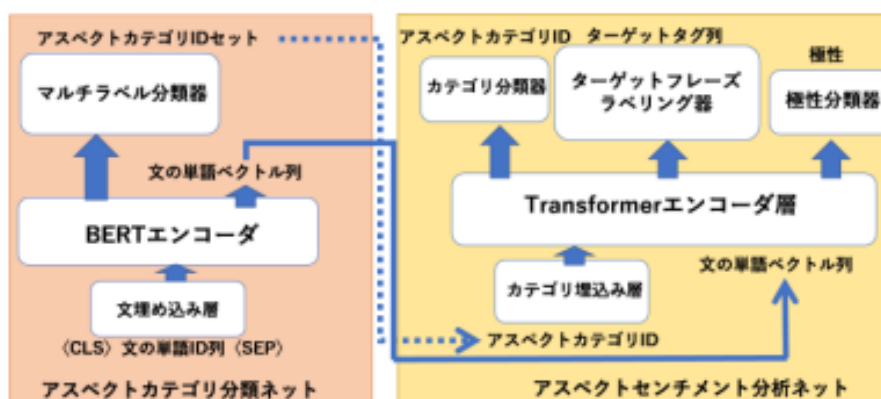 アスペクトカテゴリIDセット
マルチラベル分類器
文の単語ベクトル列
BERTエンコーダ
文埋め込み層
〈CLS〉文の単語ID列〈SEP〉
アスペクトカテゴリ分類ネット
アスペクトカテゴリID
ターゲットタグ列
極性
カテゴリ分類器
ターゲットフレーズ
ラベリング器
極性分類器
Transformerエンコーダ層
文の単語ベクトル列
カテゴリ埋込み層
アスペクトカテゴリID
アスペクトセンチメント分析ネット